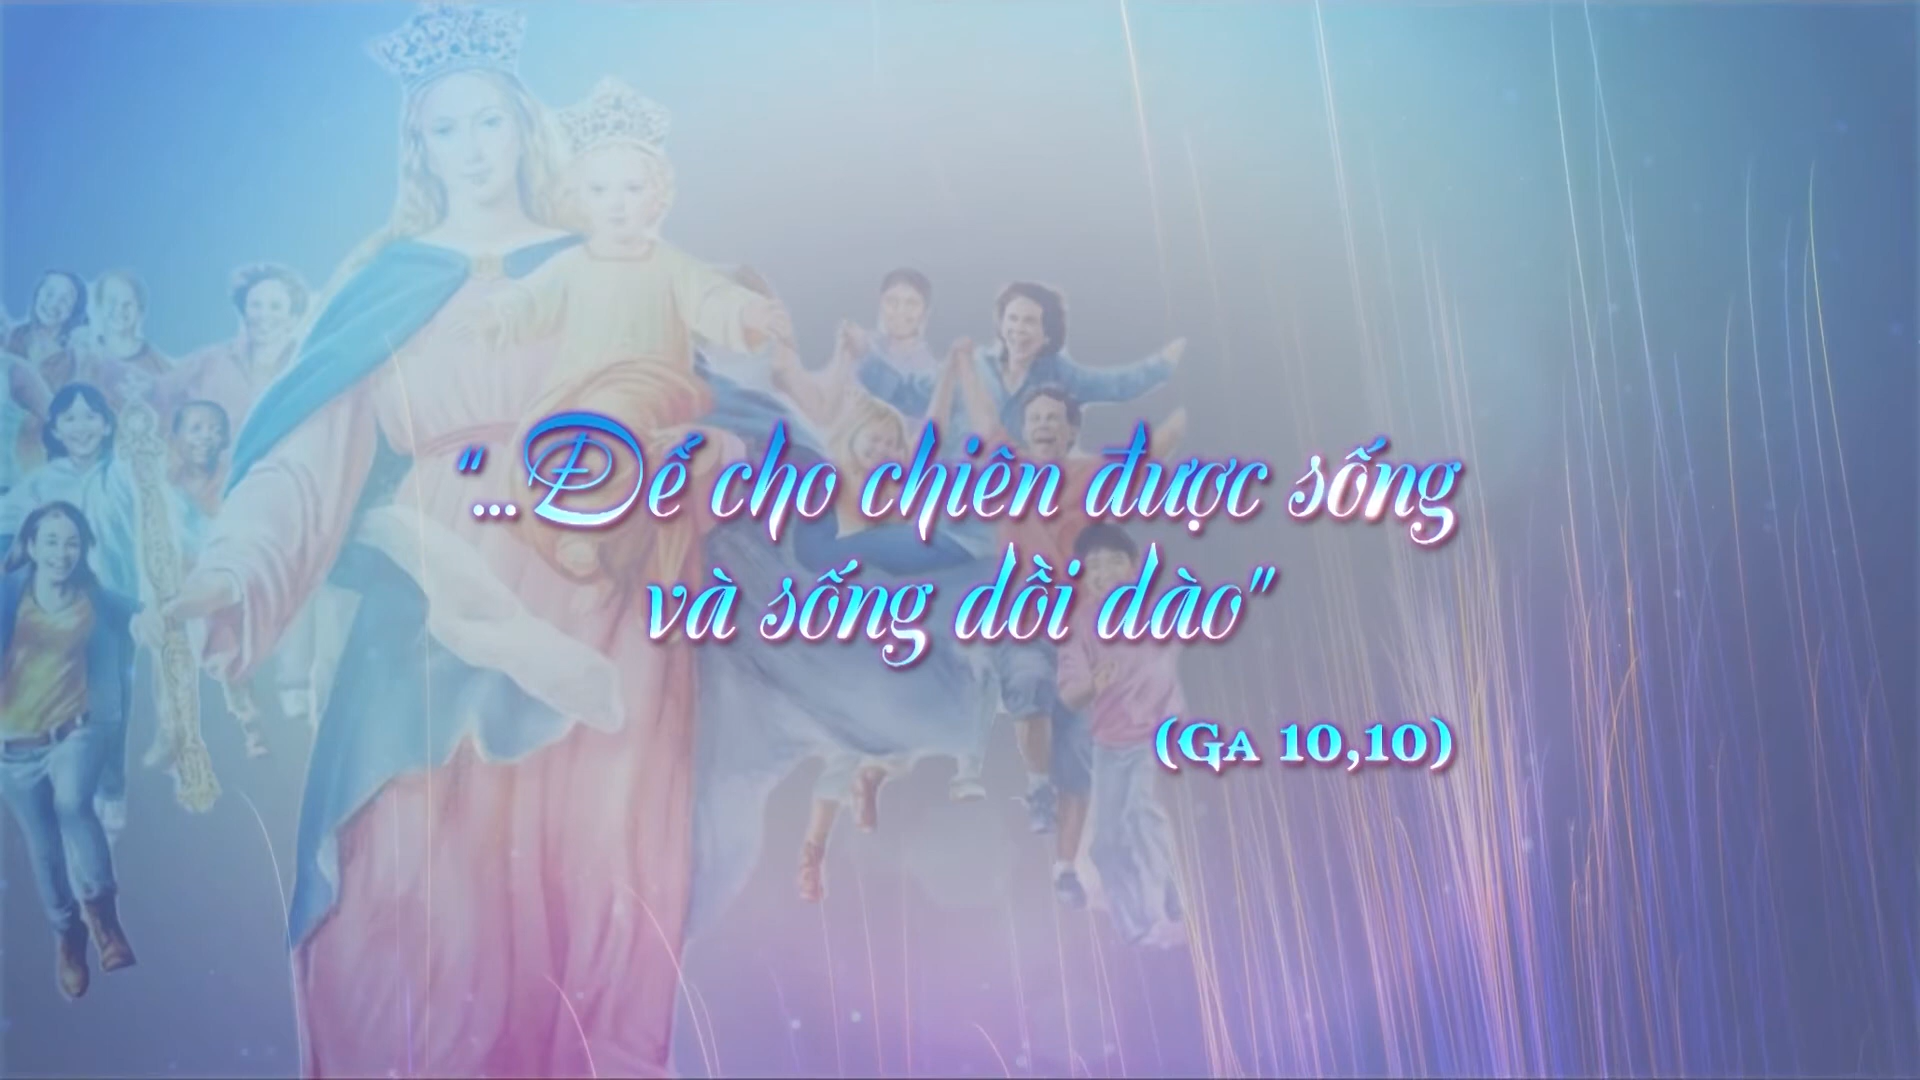 "...Để cho chiên được sống
và sống dồi dào"
(GA 10,10)